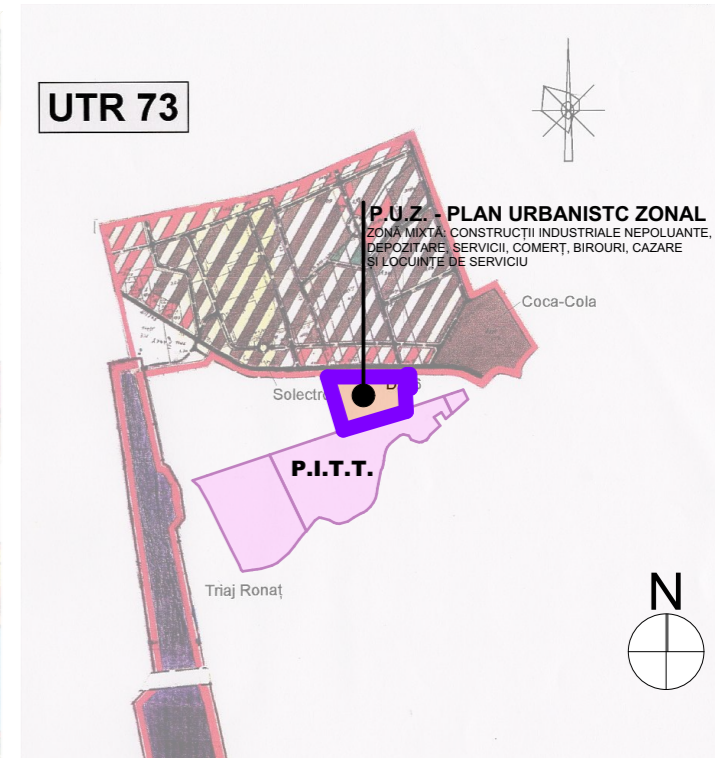 UTR 73
P.U.Z. - PLAN URBANISTC ZONAL
ZONĂ MIXTĂ: CONSTRUCȚII INDUSTRIALE NEPOLUANTE,
DEPOZITARE, SERVICII, COMERȚ, BIROURI, CAZARE
ȘI LOCUINȚE DE SERVICIU
Coca-Cola
P.I.T.T.
Triaj Ronaț
N